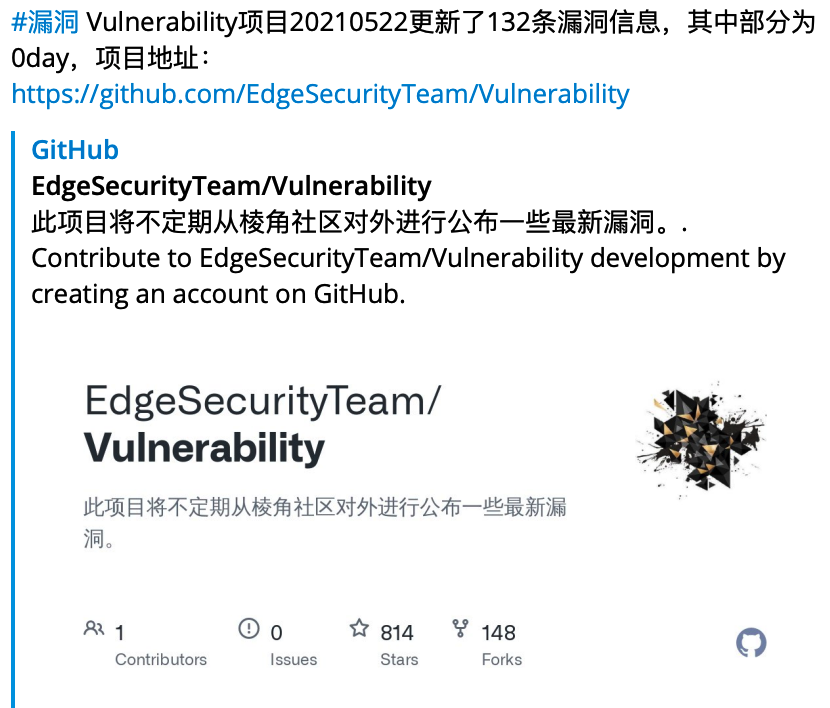 #漏洞 Vulnerability项目20210522更新了132条漏洞信息，其中部分为
0day，项目地址：
https://github.com/EdgeSecurityTeam/Vulnerability
GitHub
EdgeSecurityTeam/Vulnerability
此项目将不定期从棱角社区对外进行公布一些最新漏洞。.
Contribute to EdgeSecurityTeam/Vulnerability development by
creating an account on GitHub.
EdgeSecurityTeam/
Vulnerability
此项目将不定期从棱角社区对外进行公布一些最新漏
洞。
1 0 814 148
Contributors Issues Stars Forks